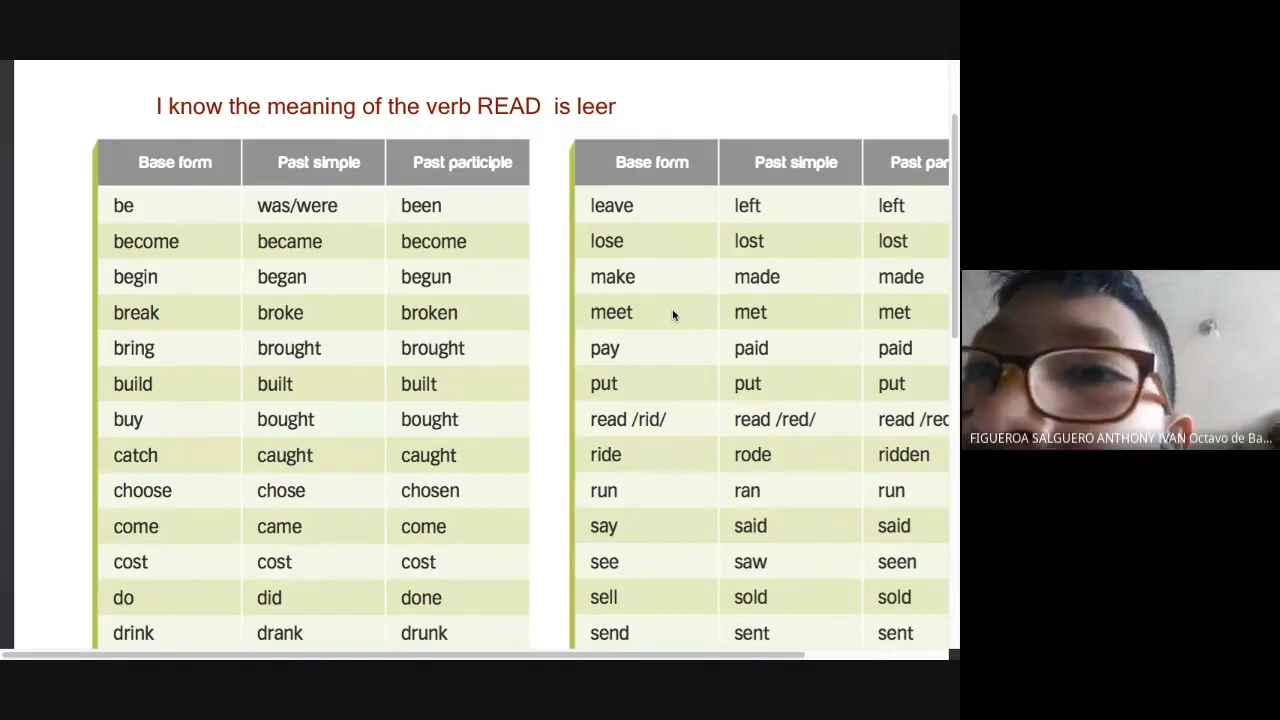 I know the meaning of the verb READ is leer
Base form Past simple Past participle
be was/were been
become became become
begin began begun
break broke broken
bring brought brought
build built built
buy bought bought
catch caught caught
choose chose chosen
come came come
cost cost cost
do did done
drink drank drunk
Base form Past simple Past par
leave left left
lose lost lost
make made made
meet met met
pay paid paid
put put put
read /rid/ read /red/ read /red
ride rode ridden
run ran run
say said said
see saw seen
sell sold sold
send sent sent
FIGUEROA SALGUERO ANTHONY IVAN Octavo de Ba...